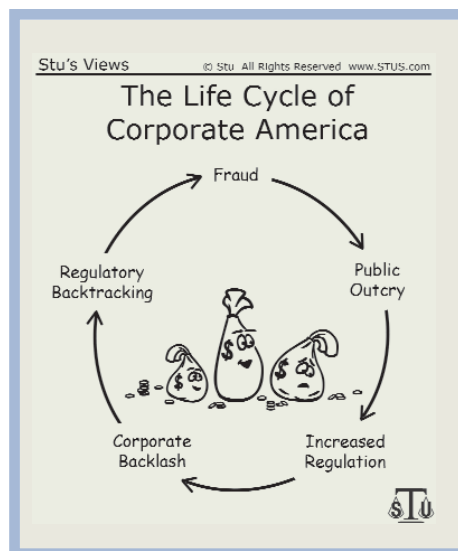 Stu's Views © Stu All Rights Reserved www.STUS.com
The Life Cycle of
Corporate America
Fraud
Public
Outcry
Increased
Regulation
Corporate
Backlash
Regulatory
Backtracking
$
$
$
STU